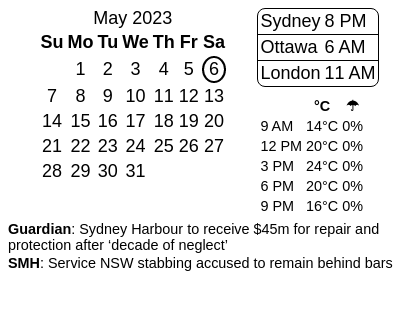 May 2023
Su Mo Tu We Th Fr Sa
1 2 3 4 5 6
7 8 9 10 11 12 13
14 15 16 17 18 19 20
21 22 23 24 25 26 27
28 29 30 31
Sydney 8 PM
Ottawa 6 AM
London 11 AM
°C ☂
9 AM 14°C 0%
12 PM 20°C 0%
3 PM 24°C 0%
6 PM 20°C 0%
9 PM 16°C 0%
Guardian: Sydney Harbour to receive $45m for repair and
protection after ‘decade of neglect’
SMH: Service NSW stabbing accused to remain behind bars